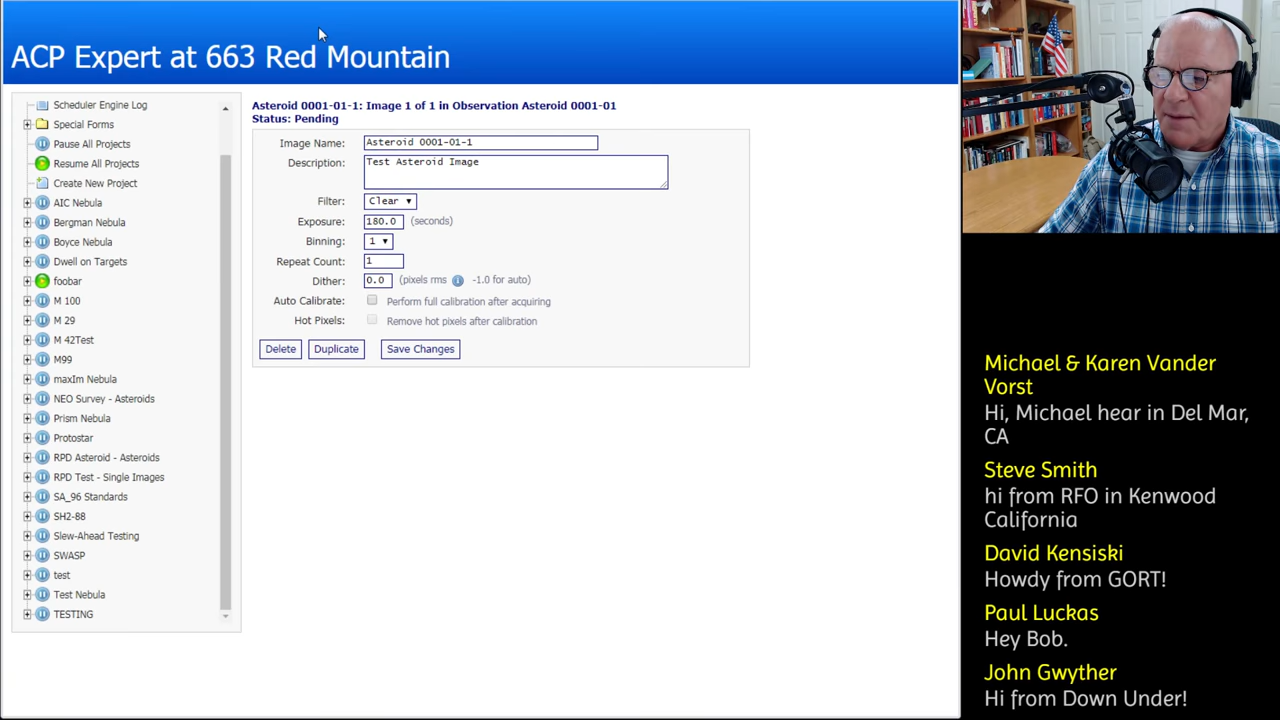 ACP Expert at 663 Red Mountain
Scheduler Engine Log
Special Forms
Pause All Projects
Resume All Projects
Create New Project
AIC Nebula
Bergman Nebula
Boyce Nebula
Dwell on Targets
foobar
M 100
M 29
M 42Test
M99
maxIm Nebula
NEO Survey - Asteroids
Prism Nebula
Protostar
RPD Asteroid - Asteroids
RPD Test - Single Images
SA_96 Standards
SH2-88
Slew-Ahead Testing
SWASP
test
Test Nebula
TESTING
Asteroid 0001-01-1: Image 1 of 1 in Observation Asteroid 0001-01
Status: Pending
Image Name: Asteroid 0001-01-1
Description: Test Asteroid Image
Filter: Clear
Exposure: 180.0 (seconds)
Binning: 1
Repeat Count: 1
Dither: 0.0 (pixels rms -1.0 for auto)
Auto Calibrate: Perform full calibration after acquiring
Hot Pixels: Remove hot pixels after calibration
Delete Duplicate Save Changes
Michael & Karen Vander
Vorst
Hi, Michael hear in Del Mar,
CA
Steve Smith
hi from RFO in Kenwood
California
David Kensiski
Howdy from GORT!
Paul Luckas
Hey Bob.
John Gwyther
Hi from Down Under!